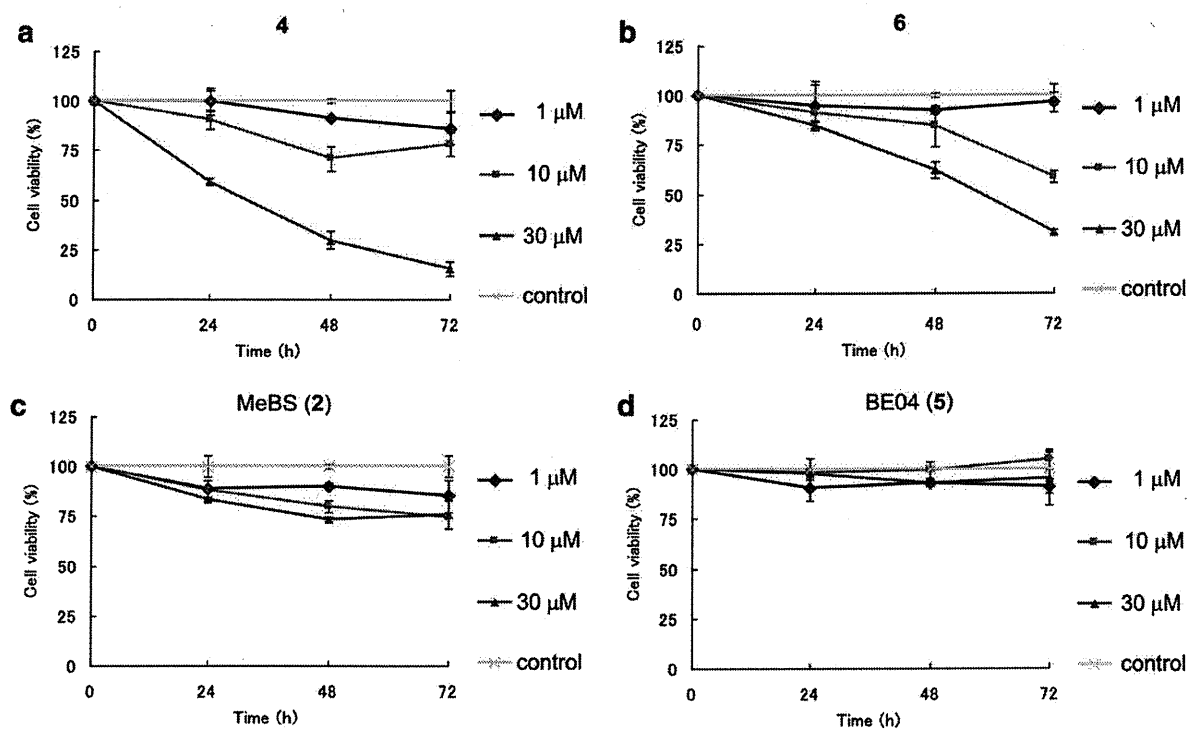 a
4
Cell viability (%)
125
100
75
50
25
0
0
24
48
72
Time (h)
1 μM
10 μM
30 μM
control
b
6
Cell viability (%)
125
100
75
50
25
0
0
24
48
72
Time (h)
1 μM
10 μM
30 μM
control
c
MeBS (2)
Cell viability (%)
125
100
75
50
25
0
0
24
48
72
Time (h)
1 μM
10 μM
30 μM
control
d
BE04 (5)
Cell viability (%)
125
100
75
50
25
0
0
24
48
72
Time (h)
1 μM
10 μM
30 μM
control